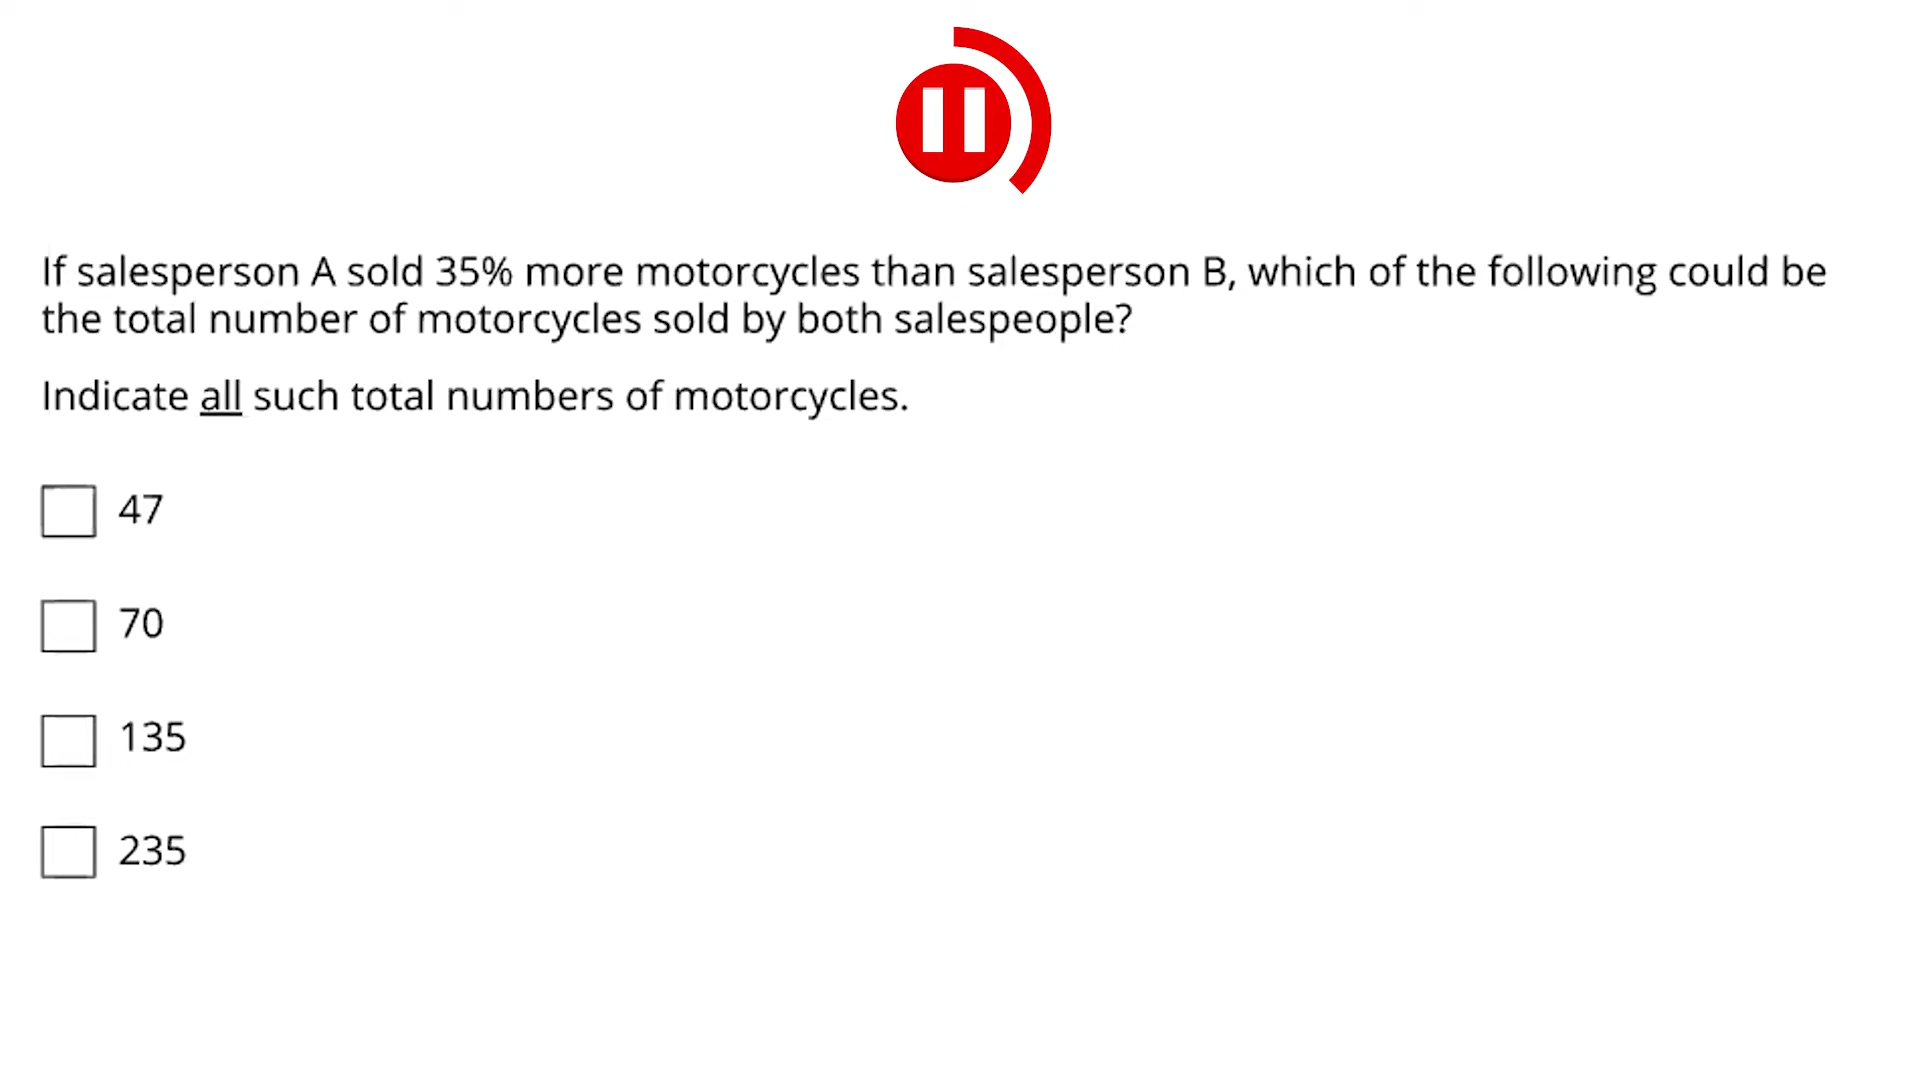 If salesperson A sold 35% more motorcycles than salesperson B, which of the following could be
the total number of motorcycles sold by both salespeople?
Indicate all such total numbers of motorcycles.
47
70
135
235